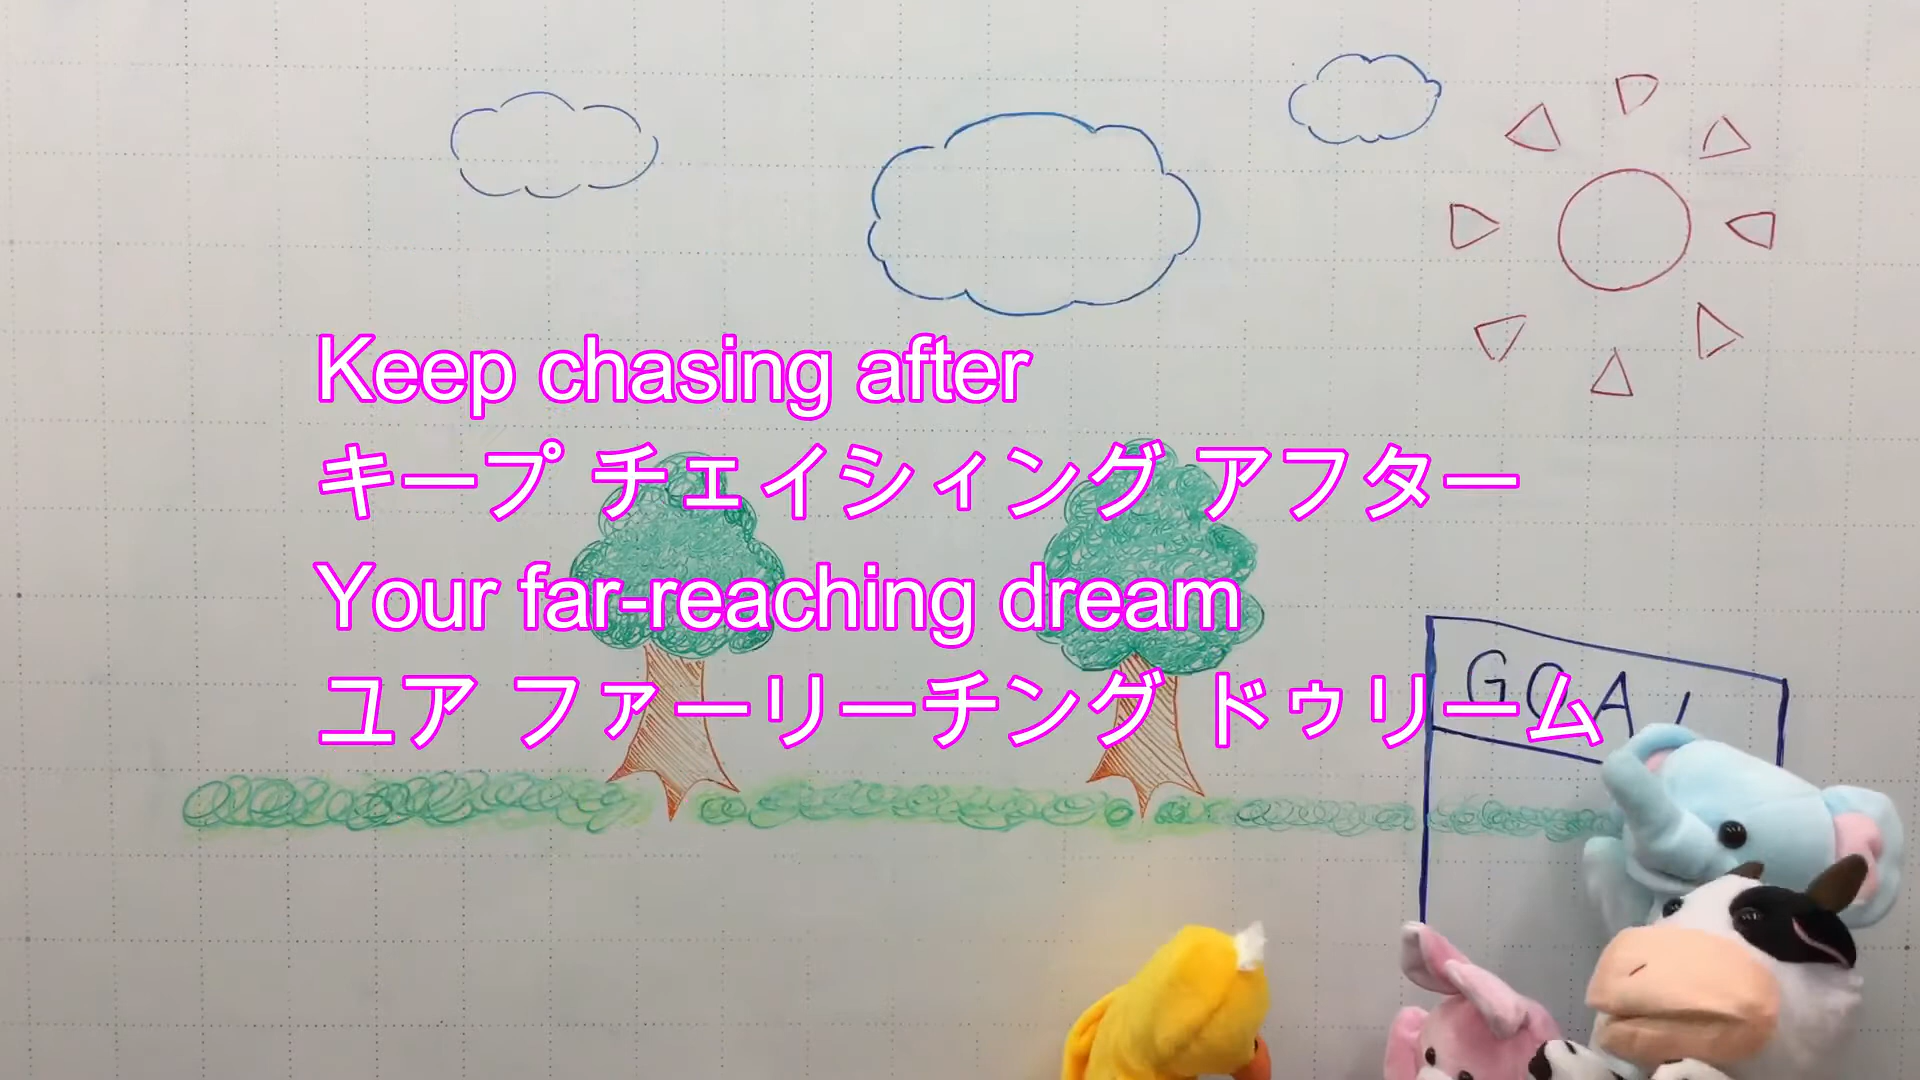 Keep chasing after
キープ チェイシィング アフター
Your far-reaching dream
ユア ファーリーチング ドゥリーム
GOAL